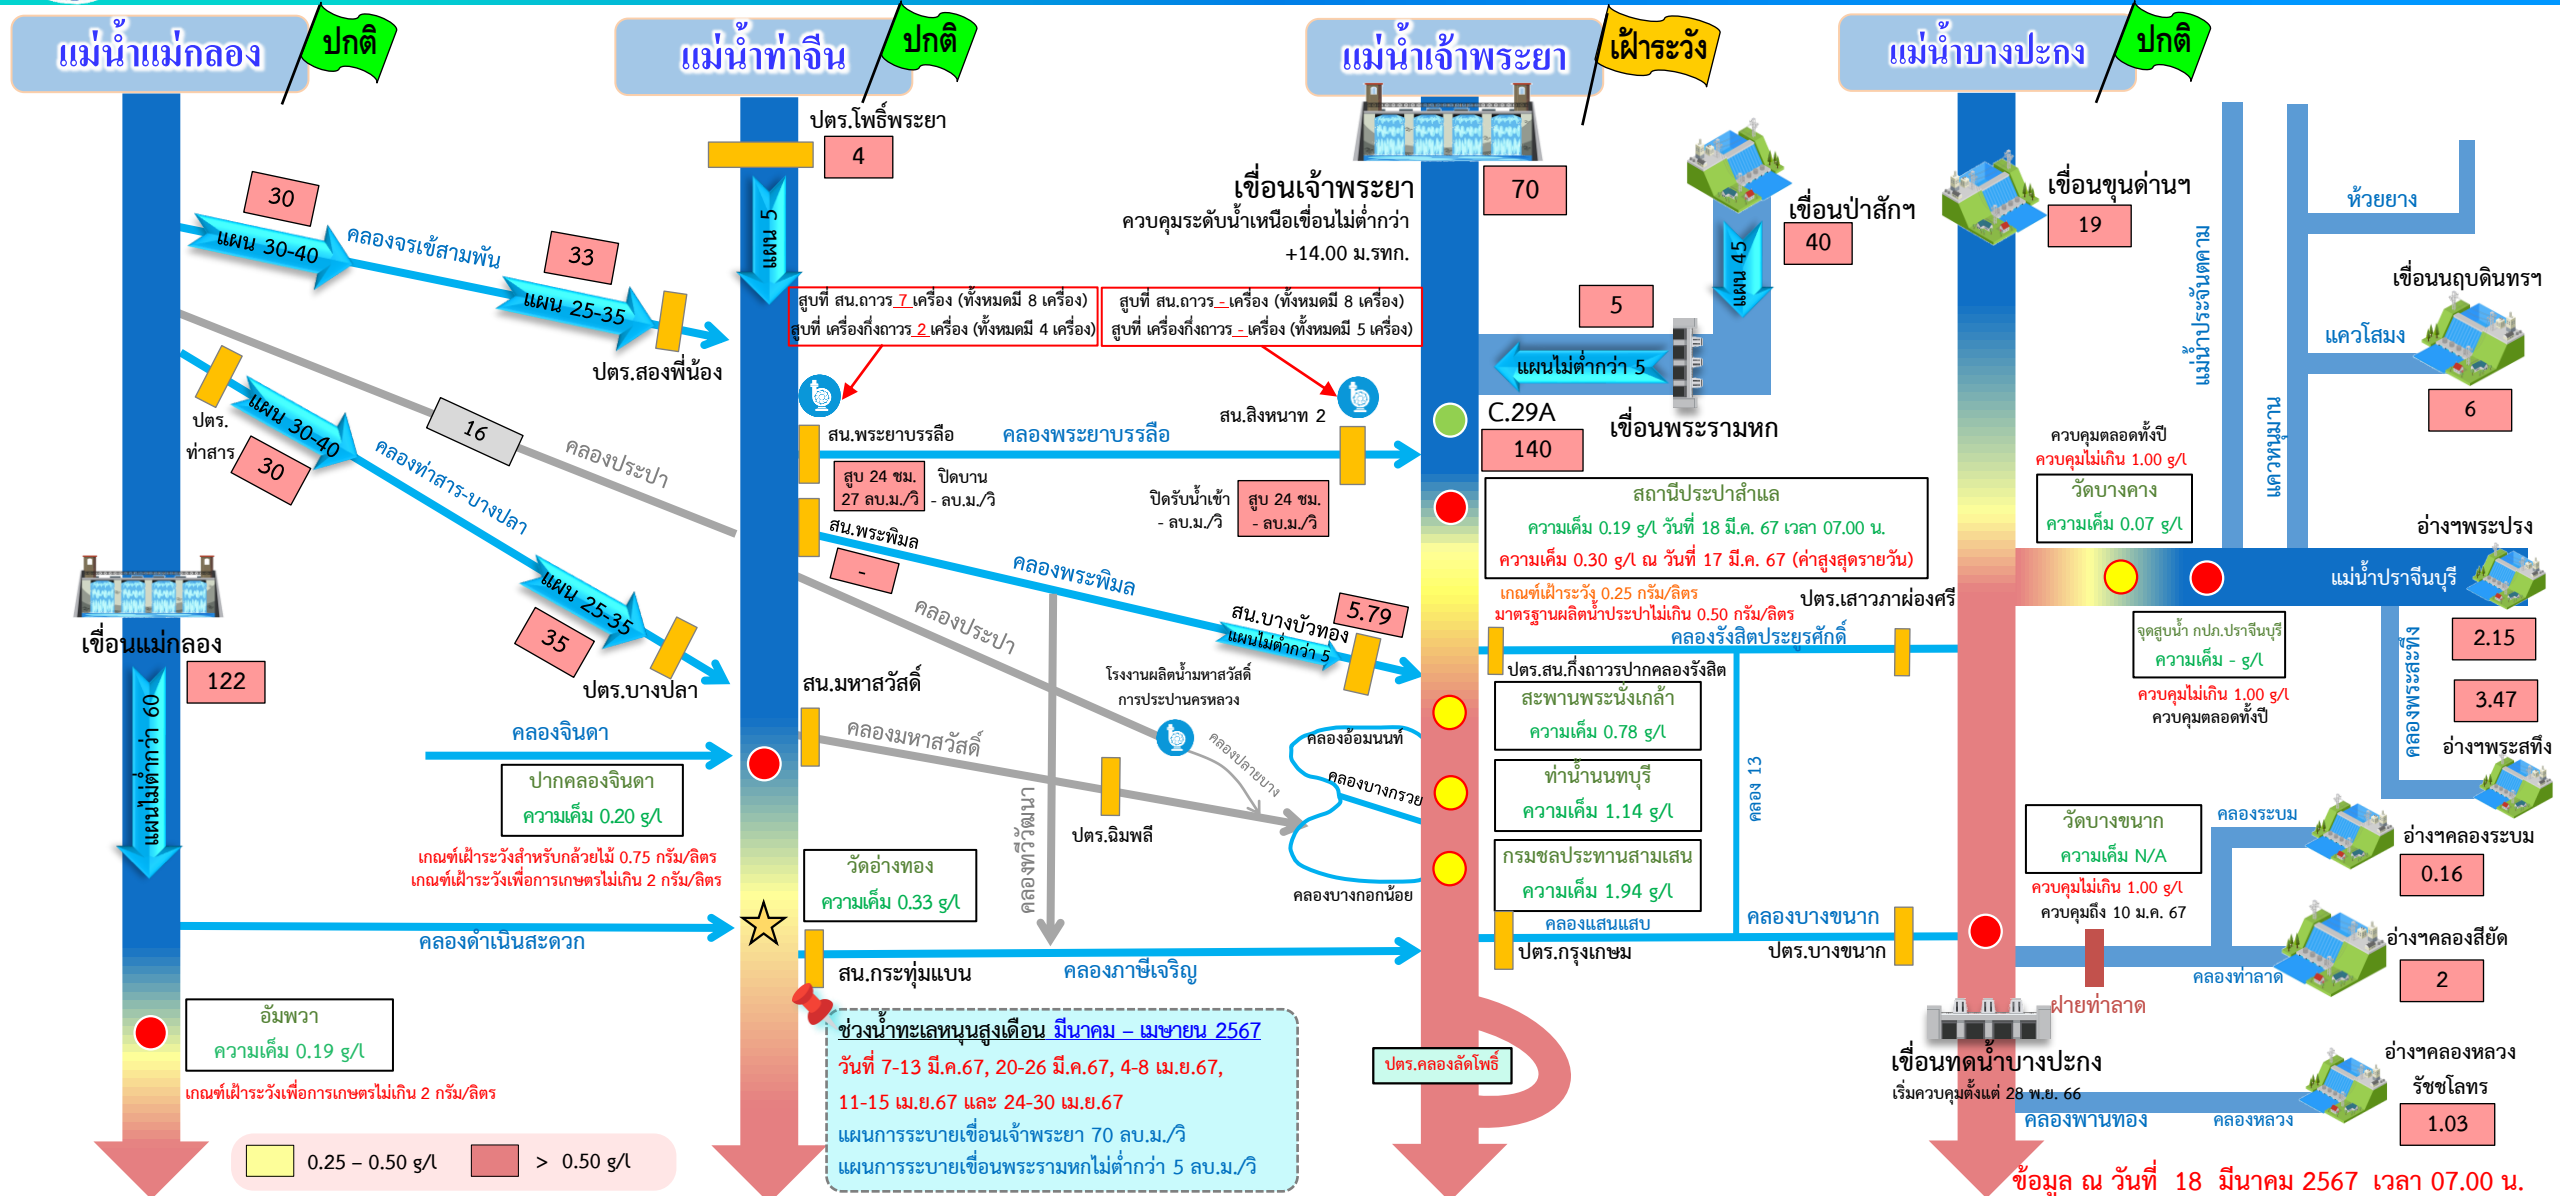 แม่น้ำแม่กลอง
ปกติ
แม่น้ำท่าจีน
ปกติ
แม่น้ำเจ้าพระยา
เฝ้าระวัง
แม่น้ำบางปะกง
ปกติ
30
แผน 30-40
คลองจรเข้สามพัน
33
แผน 25-35
ปตร.สองพี่น้อง
ปตร.
ท่าสาร
แผน 30-40
30
16
คลองประปา
คลองท่าสาร-บางปลา
แผน 25-35
35
ปตร.บางปลา
เขื่อนแม่กลอง
122
แผนไม่ต่ำกว่า 60
คลองจินดา
ปากคลองจินดา
ความเค็ม 0.20 g/l
เกณฑ์เฝ้าระวังสำหรับกล้วยไม้ 0.75 กรัม/ลิตร
เกณฑ์เฝ้าระวังเพื่อการเกษตรไม่เกิน 2 กรัม/ลิตร
คลองดำเนินสะดวก
อัมพวา
ความเค็ม 0.19 g/l
เกณฑ์เฝ้าระวังเพื่อการเกษตรไม่เกิน 2 กรัม/ลิตร
0.25 – 0.50 g/l
> 0.50 g/l
ปตร.โพธิ์พระยา
4
แผน 5
สูบที่ สน.ถาวร 7 เครื่อง (ทั้งหมดมี 8 เครื่อง)
สูบที่ เครื่องกึ่งถาวร 2 เครื่อง (ทั้งหมดมี 4 เครื่อง)
สูบที่ สน.ถาวร - เครื่อง (ทั้งหมดมี 8 เครื่อง)
สูบที่ เครื่องกึ่งถาวร - เครื่อง (ทั้งหมดมี 5 เครื่อง)
สน.พระยาบรรลือ
คลองพระยาบรรลือ
สน.สิงหนาท 2
สูบ 24 ชม.
27 ลบ.ม./วิ
ปิดบาน
- ลบ.ม./วิ
ปิดรับน้ำเข้า
- ลบ.ม./วิ
สูบ 24 ชม.
- ลบ.ม./วิ
สน.พระพิมล
-
คลองพระพิมล
คลองประปา
สน.บางบัวทอง
5.79
แผนไม่ต่ำกว่า 5
สน.มหาสวัสดิ์
คลองมหาสวัสดิ์
โรงงานผลิตน้ำมหาสวัสดิ์
การประปานครหลวง
คลองปลายบาง
ปตร.ฉิมพลี
คลองทวีวัฒนา
คลองอ้อมนนท์
คลองบางกรวย
คลองบางกอกน้อย
วัดอ่างทอง
ความเค็ม 0.33 g/l
สน.กระทุ่มแบน
คลองภาษีเจริญ
ช่วงน้ำทะเลหนุนสูงเดือน มีนาคม – เมษายน 2567
วันที่ 7-13 มี.ค.67, 20-26 มี.ค.67, 4-8 เม.ย.67,
11-15 เม.ย.67 และ 24-30 เม.ย.67
แผนการระบายเขื่อนเจ้าพระยา 70 ลบ.ม./วิ
แผนการระบายเขื่อนพระรามหกไม่ต่ำกว่า 5 ลบ.ม./วิ
เขื่อนเจ้าพระยา
70
ควบคุมระดับน้ำเหนือเขื่อนไม่ต่ำกว่า
+14.00 ม.รทก.
เขื่อนป่าสักฯ
40
แผน 45
5
แผนไม่ต่ำกว่า 5
เขื่อนพระรามหก
C.29A
140
สถานีประปาสำแล
ความเค็ม 0.19 g/l วันที่ 18 มี.ค. 67 เวลา 07.00 น.
ความเค็ม 0.30 g/l ณ วันที่ 17 มี.ค. 67 (ค่าสูงสุดรายวัน)
เกณฑ์เฝ้าระวัง 0.25 กรัม/ลิตร
มาตรฐานผลิตน้ำประปาไม่เกิน 0.50 กรัม/ลิตร
ปตร.เสาวภาผ่องศรี
คลองรังสิตประยูรศักดิ์
ปตร.สน.กึ่งถาวรปากคลองรังสิต
สะพานพระนั่งเกล้า
ความเค็ม 0.78 g/l
ท่าน้ำนนทบุรี
ความเค็ม 1.14 g/l
กรมชลประทานสามเสน
ความเค็ม 1.94 g/l
คลอง 13
คลองแสนแสบ
คลองบางขนาก
ปตร.กรุงเกษม
ปตร.บางขนาก
ปตร.คลองลัดโพธิ์
เขื่อนขุนด่านฯ
19
แม่น้ำประจันตคาม
แควหนุมาน
ห้วยยาง
เขื่อนนฤบดินทรฯ
แควโสมง
6
ควบคุมตลอดทั้งปี
ควบคุมไม่เกิน 1.00 g/l
วัดบางคาง
ความเค็ม 0.07 g/l
อ่างฯพระปรง
แม่น้ำปราจีนบุรี
2.15
จุดสูบน้ำ กปภ.ปราจีนบุรี
ความเค็ม - g/l
ควบคุมไม่เกิน 1.00 g/l
ควบคุมตลอดทั้งปี
คลองพระสะทึง
3.47
อ่างฯพระสทึง
วัดบางขนาก
ความเค็ม N/A
ควบคุมไม่เกิน 1.00 g/l
ควบคุมถึง 10 ม.ค. 67
คลองระบม
อ่างฯคลองระบม
0.16
อ่างฯคลองสียัด
2
คลองท่าลาด
ฝายท่าลาด
เขื่อนทดน้ำบางปะกง
เริ่มควบคุมตั้งแต่ 28 พ.ย. 66
อ่างฯคลองหลวง
รัชชโลทร
1.03
คลองพานทอง
คลองหลวง
ข้อมูล ณ วันที่ 18 มีนาคม 2567 เวลา 07.00 น.